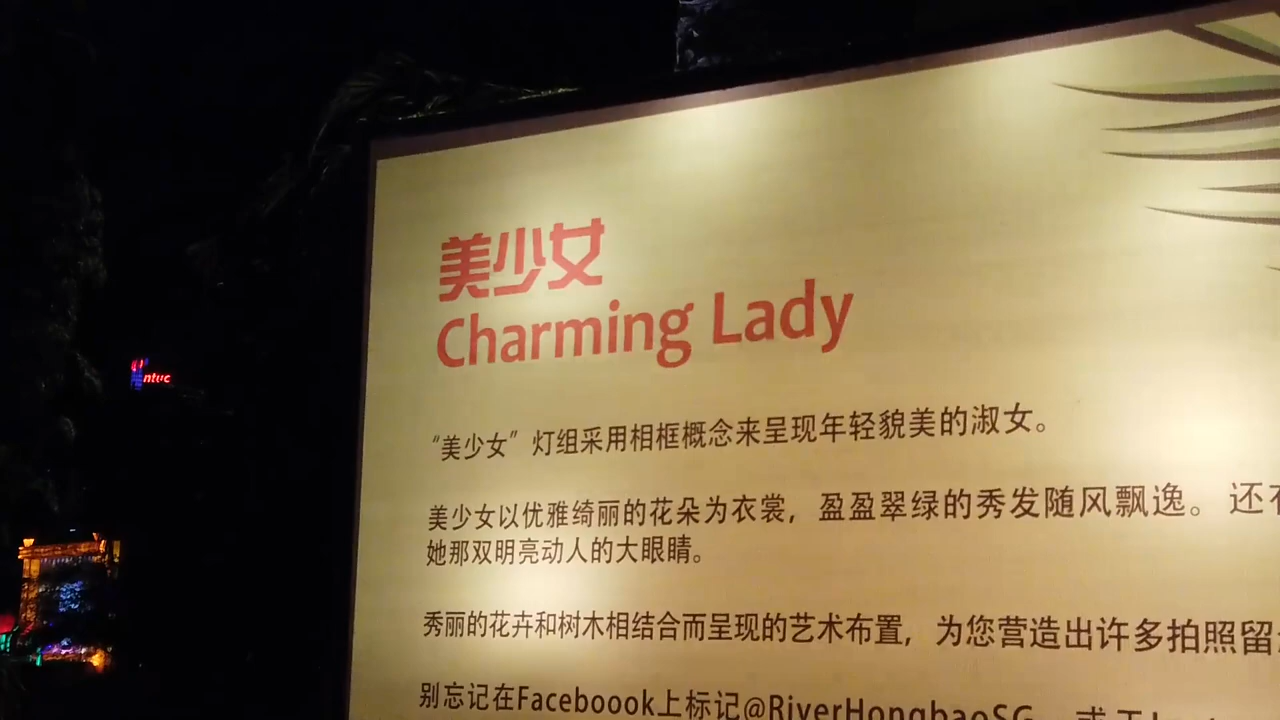 美少女
Charming Lady
“美少女”灯组采用相框概念来呈现年轻貌美的淑女。
美少女以优雅绮丽的花朵为衣裳，盈盈翠绿的秀发随风飘逸。还
她那双明亮动人的大眼睛。
秀丽的花卉和树木相结合而呈现的艺术布置，为您营造出许多拍照留
别忘记在Faceboook上标记@RiverHongbaoSG
ntuc